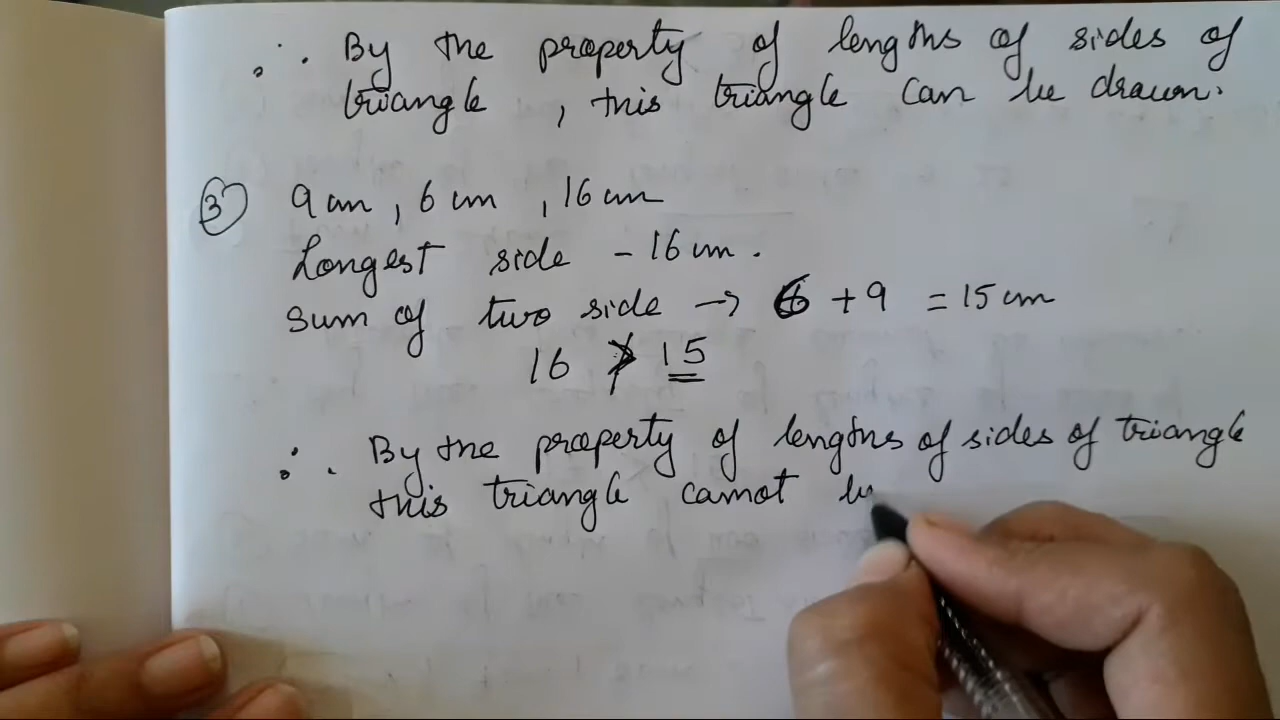 ∴ By the property of lengths of sides of
triangle, this triangle can be drawn.
③ 9 cm, 6 cm, 16 cm
Longest side - 16 cm.
Sum of two side → 6 + 9 = 15 cm
16 ≯ 15
∴ By the property of lengths of sides of triangle
this triangle cannot be